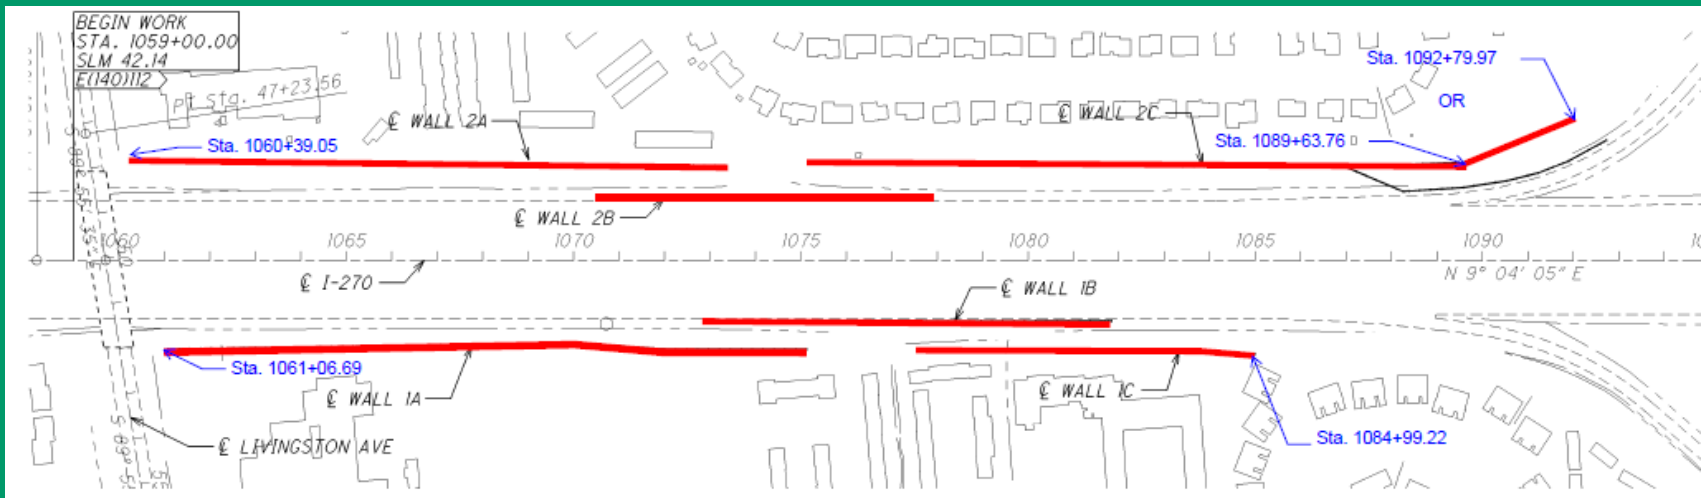 BEGIN WORK
STA. 1059+00.00
SLM 42.14
E(140)112
Pt Sta. 47+23.56
℄ WALL 2A
℄ WALL 2C
Sta. 1092+79.97
OR
Sta. 1060+39.05
Sta. 1089+63.76
℄ WALL 2B
1060
1065
1070
1075
1080
1085
1090
℄ I-270
N 9° 04' 05" E
℄ WALL 1B
Sta. 1061+06.69
℄ WALL 1A
℄ WALL 1C
Sta. 1084+99.22
℄ LIVINGSTON AVE